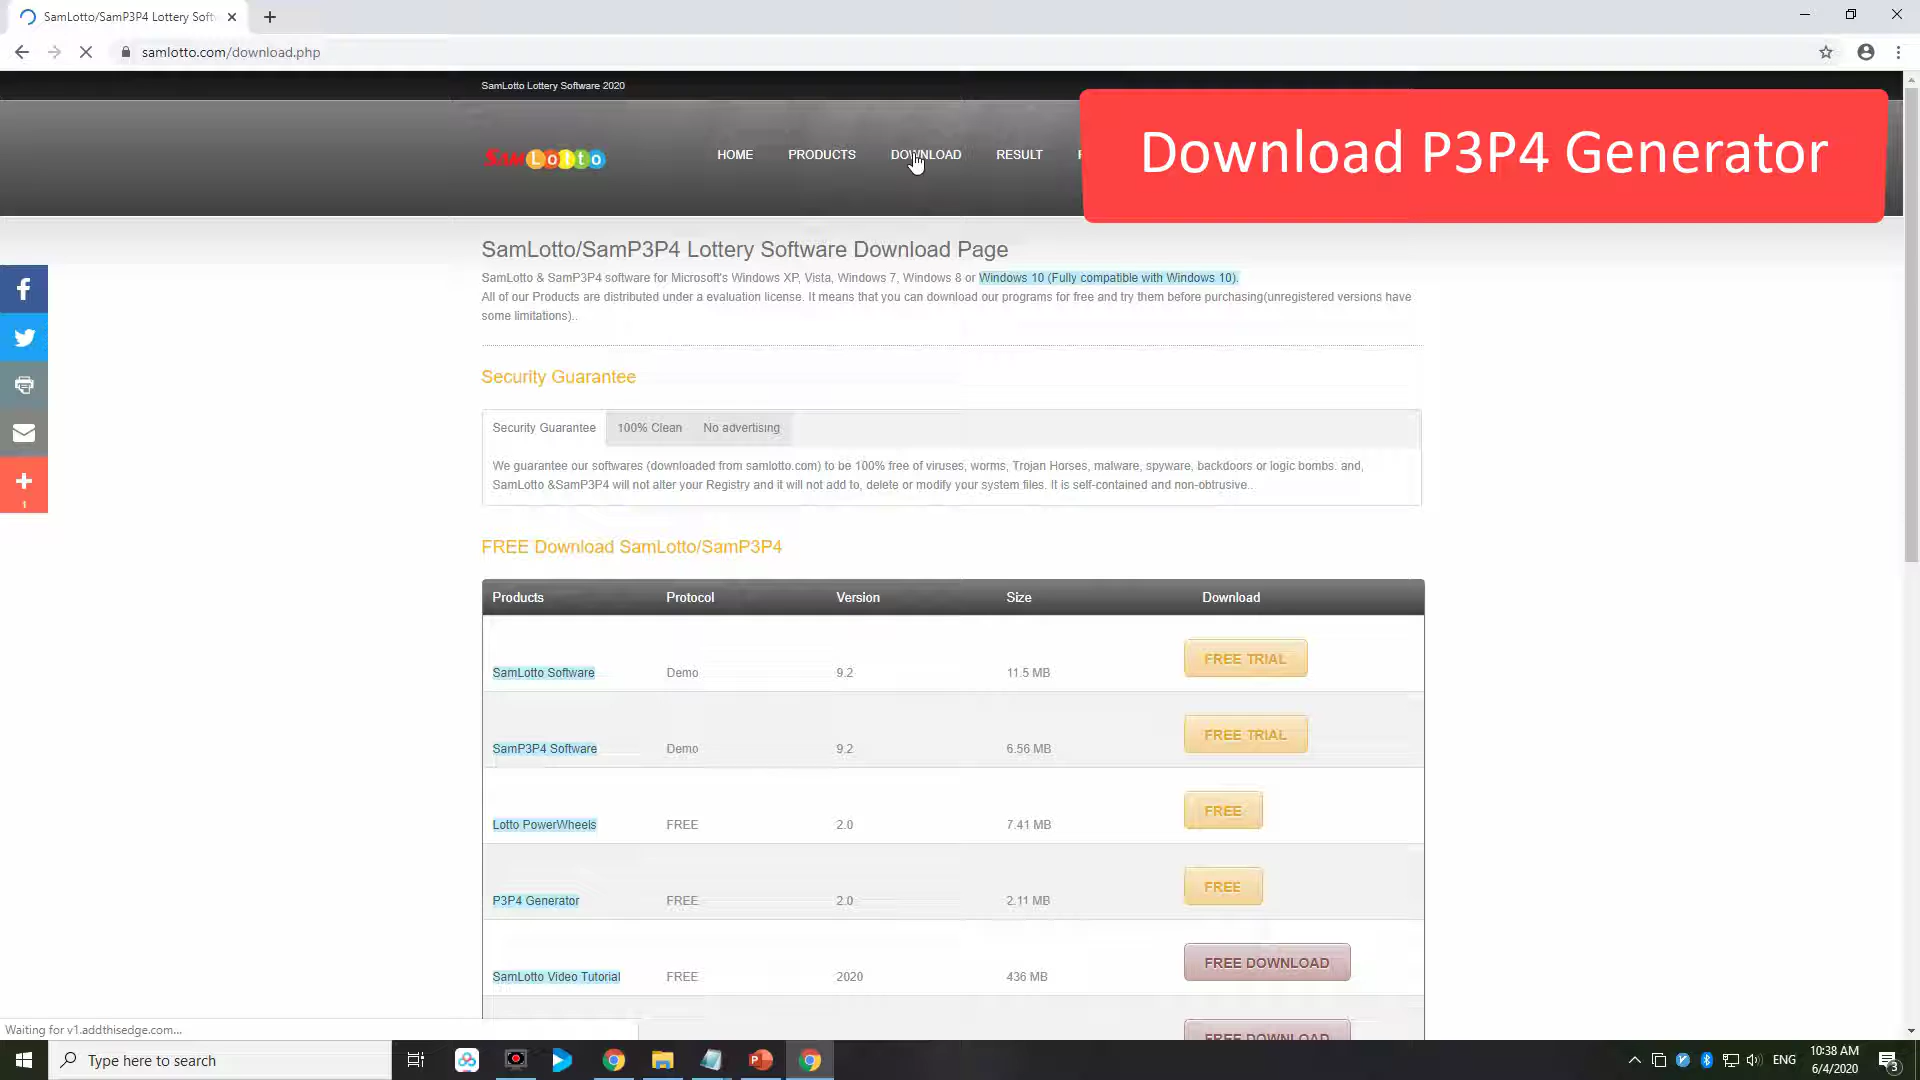 SamLotto/SamP3P4 Lottery Soft
samlotto.com/download.php
SamLotto Lottery Software 2020
SamLotto
HOME PRODUCTS DOWNLOAD RESULT
Download P3P4 Generator
SamLotto/SamP3P4 Lottery Software Download Page
SamLotto & SamP3P4 software for Microsoft's Windows XP, Vista, Windows 7, Windows 8 or Windows 10 (Fully compatible with Windows 10).
All of our Products are distributed under a evaluation license. It means that you can download our programs for free and try them before purchasing(unregistered versions have
some limitations)..
Security Guarantee
Security Guarantee 100% Clean No advertising
We guarantee our softwares (downloaded from samlotto.com) to be 100% free of viruses, worms, Trojan Horses, malware, spyware, backdoors or logic bombs. and,
SamLotto &SamP3P4 will not alter your Registry and it will not add to, delete or modify your system files. It is self-contained and non-obtrusive..
1
FREE Download SamLotto/SamP3P4
Products Protocol Version Size Download
SamLotto Software Demo 9.2 11.5 MB FREE TRIAL
SamP3P4 Software Demo 9.2 6.56 MB FREE TRIAL
Lotto PowerWheels FREE 2.0 7.41 MB FREE
P3P4 Generator FREE 2.0 2.11 MB FREE
SamLotto Video Tutorial FREE 2020 436 MB FREE DOWNLOAD
FREE DOWNLOAD
Waiting for v1.addthisedge.com...
Type here to search
ENG
10:38 AM
6/4/2020
3